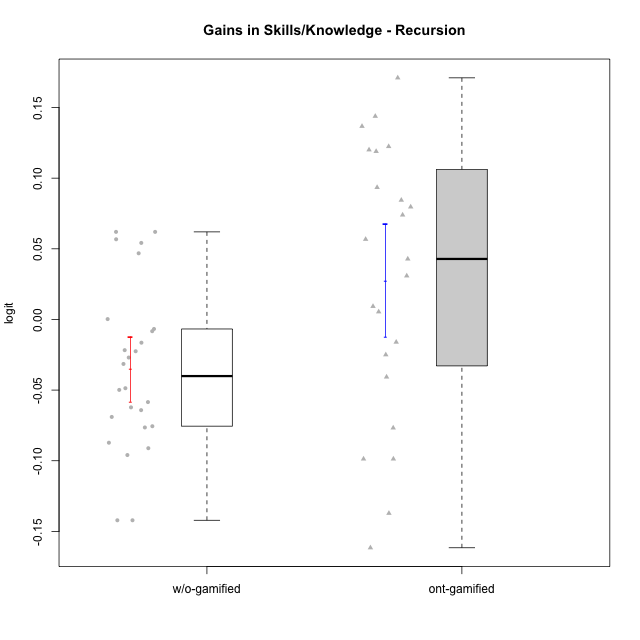 Gains in Skills/Knowledge - Recursion
logit
0.15
0.10
0.05
0.00
-0.05
-0.10
-0.15
w/o-gamified
ont-gamified